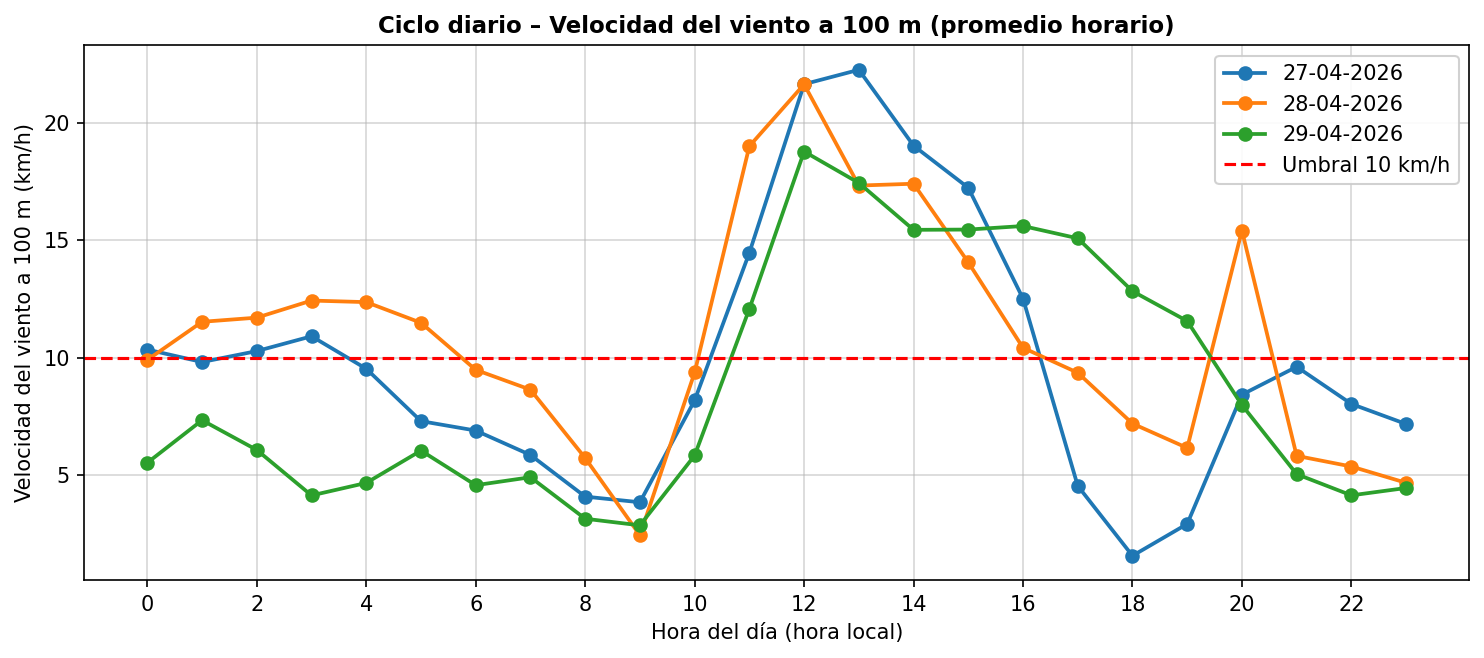 Ciclo diario – Velocidad del viento a 100 m (promedio horario)
Velocidad del viento a 100 m (km/h)
20
15
10
5
27-04-2026
28-04-2026
29-04-2026
Umbral 10 km/h
0 2 4 6 8 10 12 14 16 18 20 22
Hora del día (hora local)